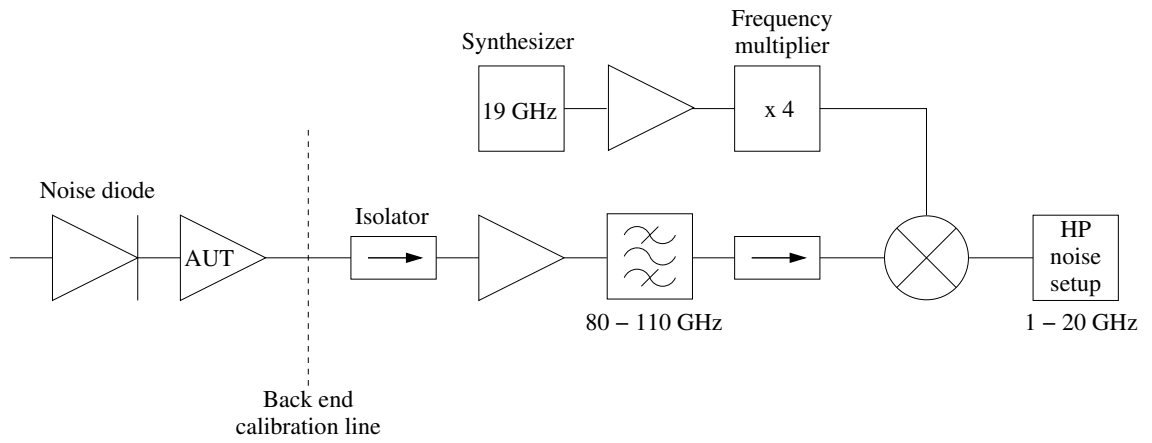 Frequency
multiplier
Synthesizer
19 GHz
x 4
Noise diode
Isolator
AUT
HP
noise
setup
80 − 110 GHz
1 − 20 GHz
Back end
calibration line